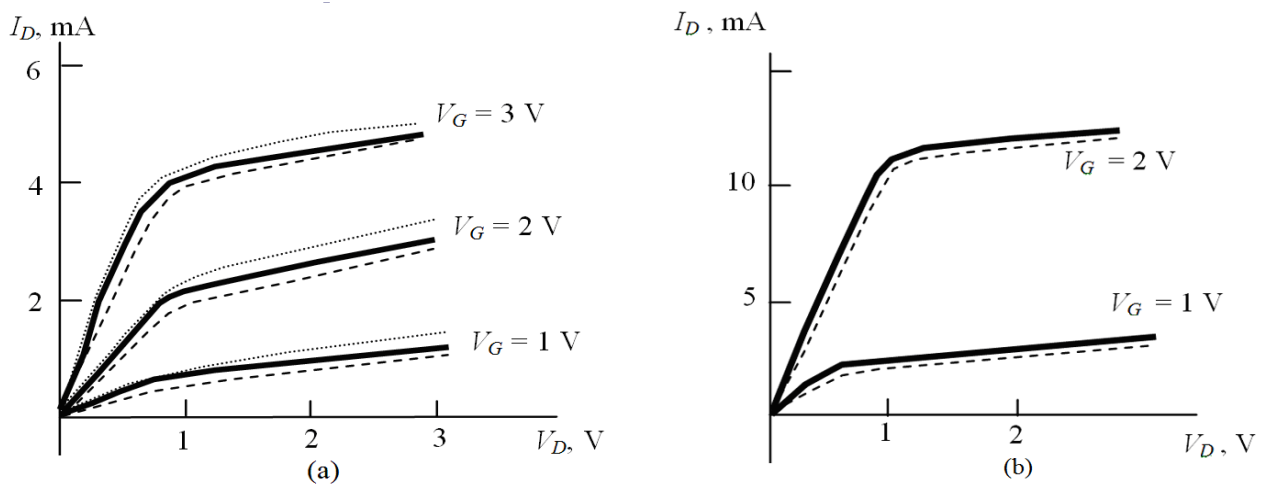 I_D, mA
6
4
2
V_G = 3 V
V_G = 2 V
V_G = 1 V
1
2
3
V_D, V
(a)
I_D , mA
10
5
V_G = 2 V
V_G = 1 V
1
2
V_D , V
(b)